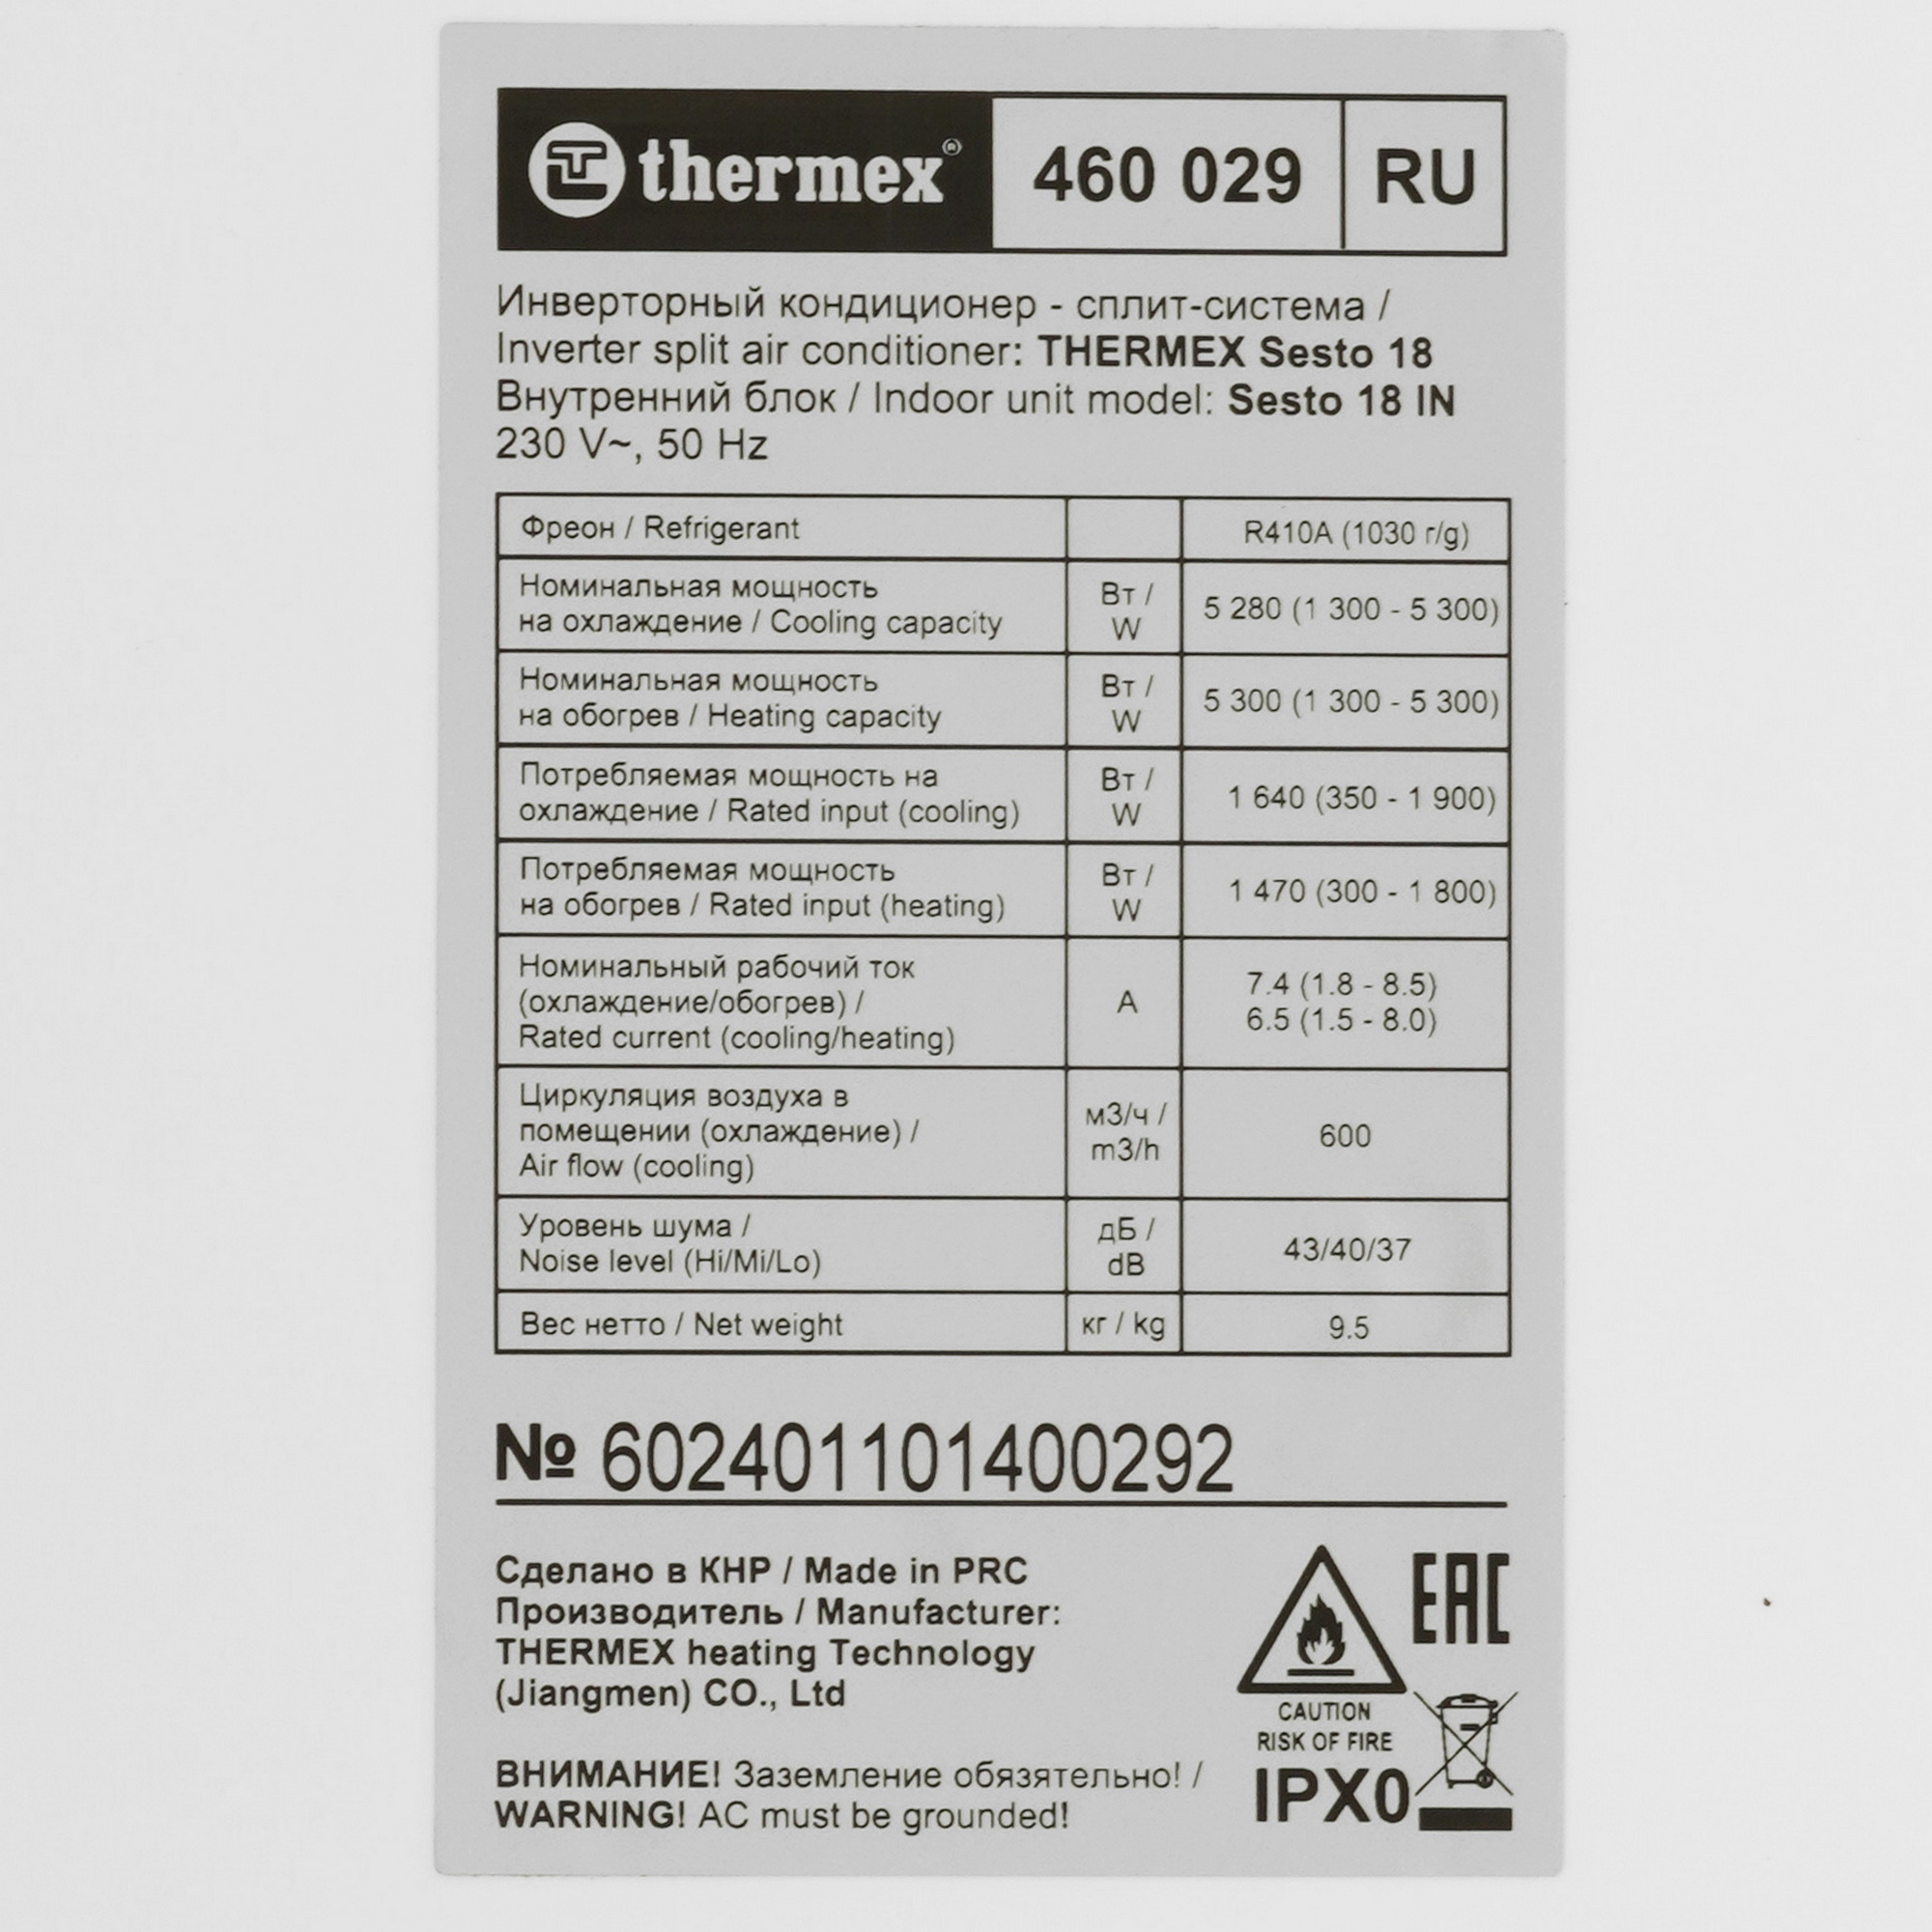 thermex® 460 029 RU
Инверторный кондиционер - сплит-система /
Inverter split air conditioner: THERMEX Sesto 18
Внутренний блок / Indoor unit model: Sesto 18 IN
230 V~, 50 Hz
Фреон / Refrigerant R410A (1030 г/g)
Номинальная мощность
на охлаждение / Cooling capacity
Вт /
W
5 280 (1 300 - 5 300)
Номинальная мощность
на обогрев / Heating capacity
Вт /
W
5 300 (1 300 - 5 300)
Потребляемая мощность на
охлаждение / Rated input (cooling)
Вт /
W
1 640 (350 - 1 900)
Потребляемая мощность
на обогрев / Rated input (heating)
Вт /
W
1 470 (300 - 1 800)
Номинальный рабочий ток
(охлаждение/обогрев) /
Rated current (cooling/heating)
A
7.4 (1.8 - 8.5)
6.5 (1.5 - 8.0)
Циркуляция воздуха в
помещении (охлаждение) /
Air flow (cooling)
м3/ч /
m3/h
600
Уровень шума /
Noise level (Hi/Mi/Lo)
дБ /
dB
43/40/37
Вес нетто / Net weight кг / kg 9.5
№ 602401101400292
Сделано в КНР / Made in PRC
Производитель / Manufacturer:
THERMEX heating Technology
(Jiangmen) CO., Ltd
ВНИМАНИЕ! Заземление обязятельно! /
WARNING! AC must be grounded!
EAC
CAUTION
RISK OF FIRE
IPX0